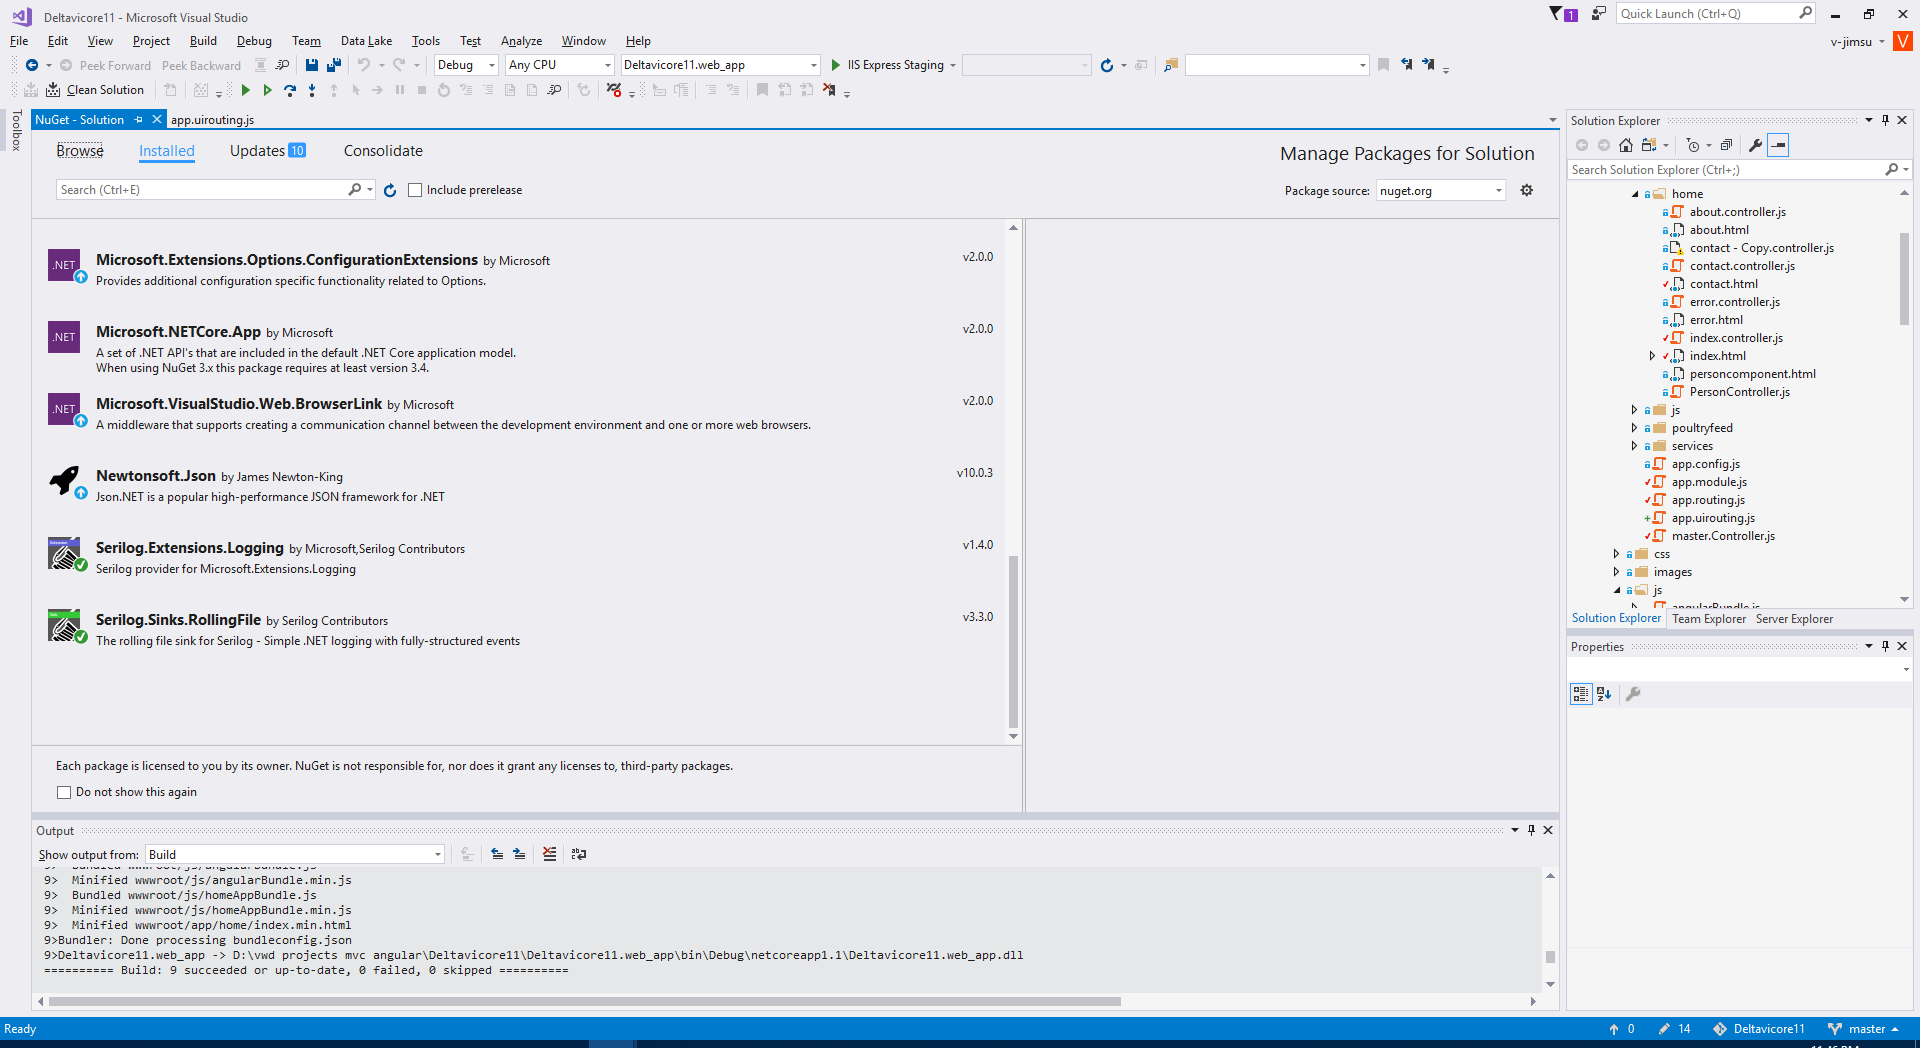 Deltavicore11 - Microsoft Visual Studio
1
Quick Launch (Ctrl+Q)
File Edit View Project Build Debug Team Data Lake Tools Test Analyze Window Help
v-jimsu
V
Peek Forward Peek Backward
Debug
Any CPU
Deltavicore11.web_app
IIS Express Staging
Clean Solution
Toolbox
NuGet - Solution
app.uirouting.js
Browse
Installed
Updates 10
Consolidate
Manage Packages for Solution
Search (Ctrl+E)
Include prerelease
Package source: nuget.org
.NET
Microsoft.Extensions.Options.ConfigurationExtensions by Microsoft
v2.0.0
Provides additional configuration specific functionality related to Options.
.NET
Microsoft.NETCore.App by Microsoft
v2.0.0
A set of .NET API's that are included in the default .NET Core application model.
When using NuGet 3.x this package requires at least version 3.4.
.NET
Microsoft.VisualStudio.Web.BrowserLink by Microsoft
v2.0.0
A middleware that supports creating a communication channel between the development environment and one or more web browsers.
Newtonsoft.Json by James Newton-King
v10.0.3
Json.NET is a popular high-performance JSON framework for .NET
Serilog.Extensions.Logging by Microsoft,Serilog Contributors
v1.4.0
Serilog provider for Microsoft.Extensions.Logging
Serilog.Sinks.RollingFile by Serilog Contributors
v3.3.0
The rolling file sink for Serilog - Simple .NET logging with fully-structured events
Each package is licensed to you by its owner. NuGet is not responsible for, nor does it grant any licenses to, third-party packages.
Do not show this again
Output
Show output from: Build
9> Bundled wwwroot/js/angularBundle.js
9> Minified wwwroot/js/angularBundle.min.js
9> Bundled wwwroot/js/homeAppBundle.js
9> Minified wwwroot/js/homeAppBundle.min.js
9> Minified wwwroot/app/home/index.min.html
9>Bundler: Done processing bundleconfig.json
9>Deltavicore11.web_app -> D:\vwd projects mvc angular\Deltavicore11\Deltavicore11.web_app\bin\Debug\netcoreapp1.1\Deltavicore11.web_app.dll
========== Build: 9 succeeded or up-to-date, 0 failed, 0 skipped ==========
Solution Explorer
Search Solution Explorer (Ctrl+;)
home
about.controller.js
about.html
contact - Copy.controller.js
contact.controller.js
contact.html
error.controller.js
error.html
index.controller.js
index.html
personcomponent.html
PersonController.js
js
poultryfeed
services
app.config.js
app.module.js
app.routing.js
app.uirouting.js
master.Controller.js
css
images
js
angularBundle.js
Solution Explorer Team Explorer Server Explorer
Properties
Ready
0
14
Deltavicore11
master